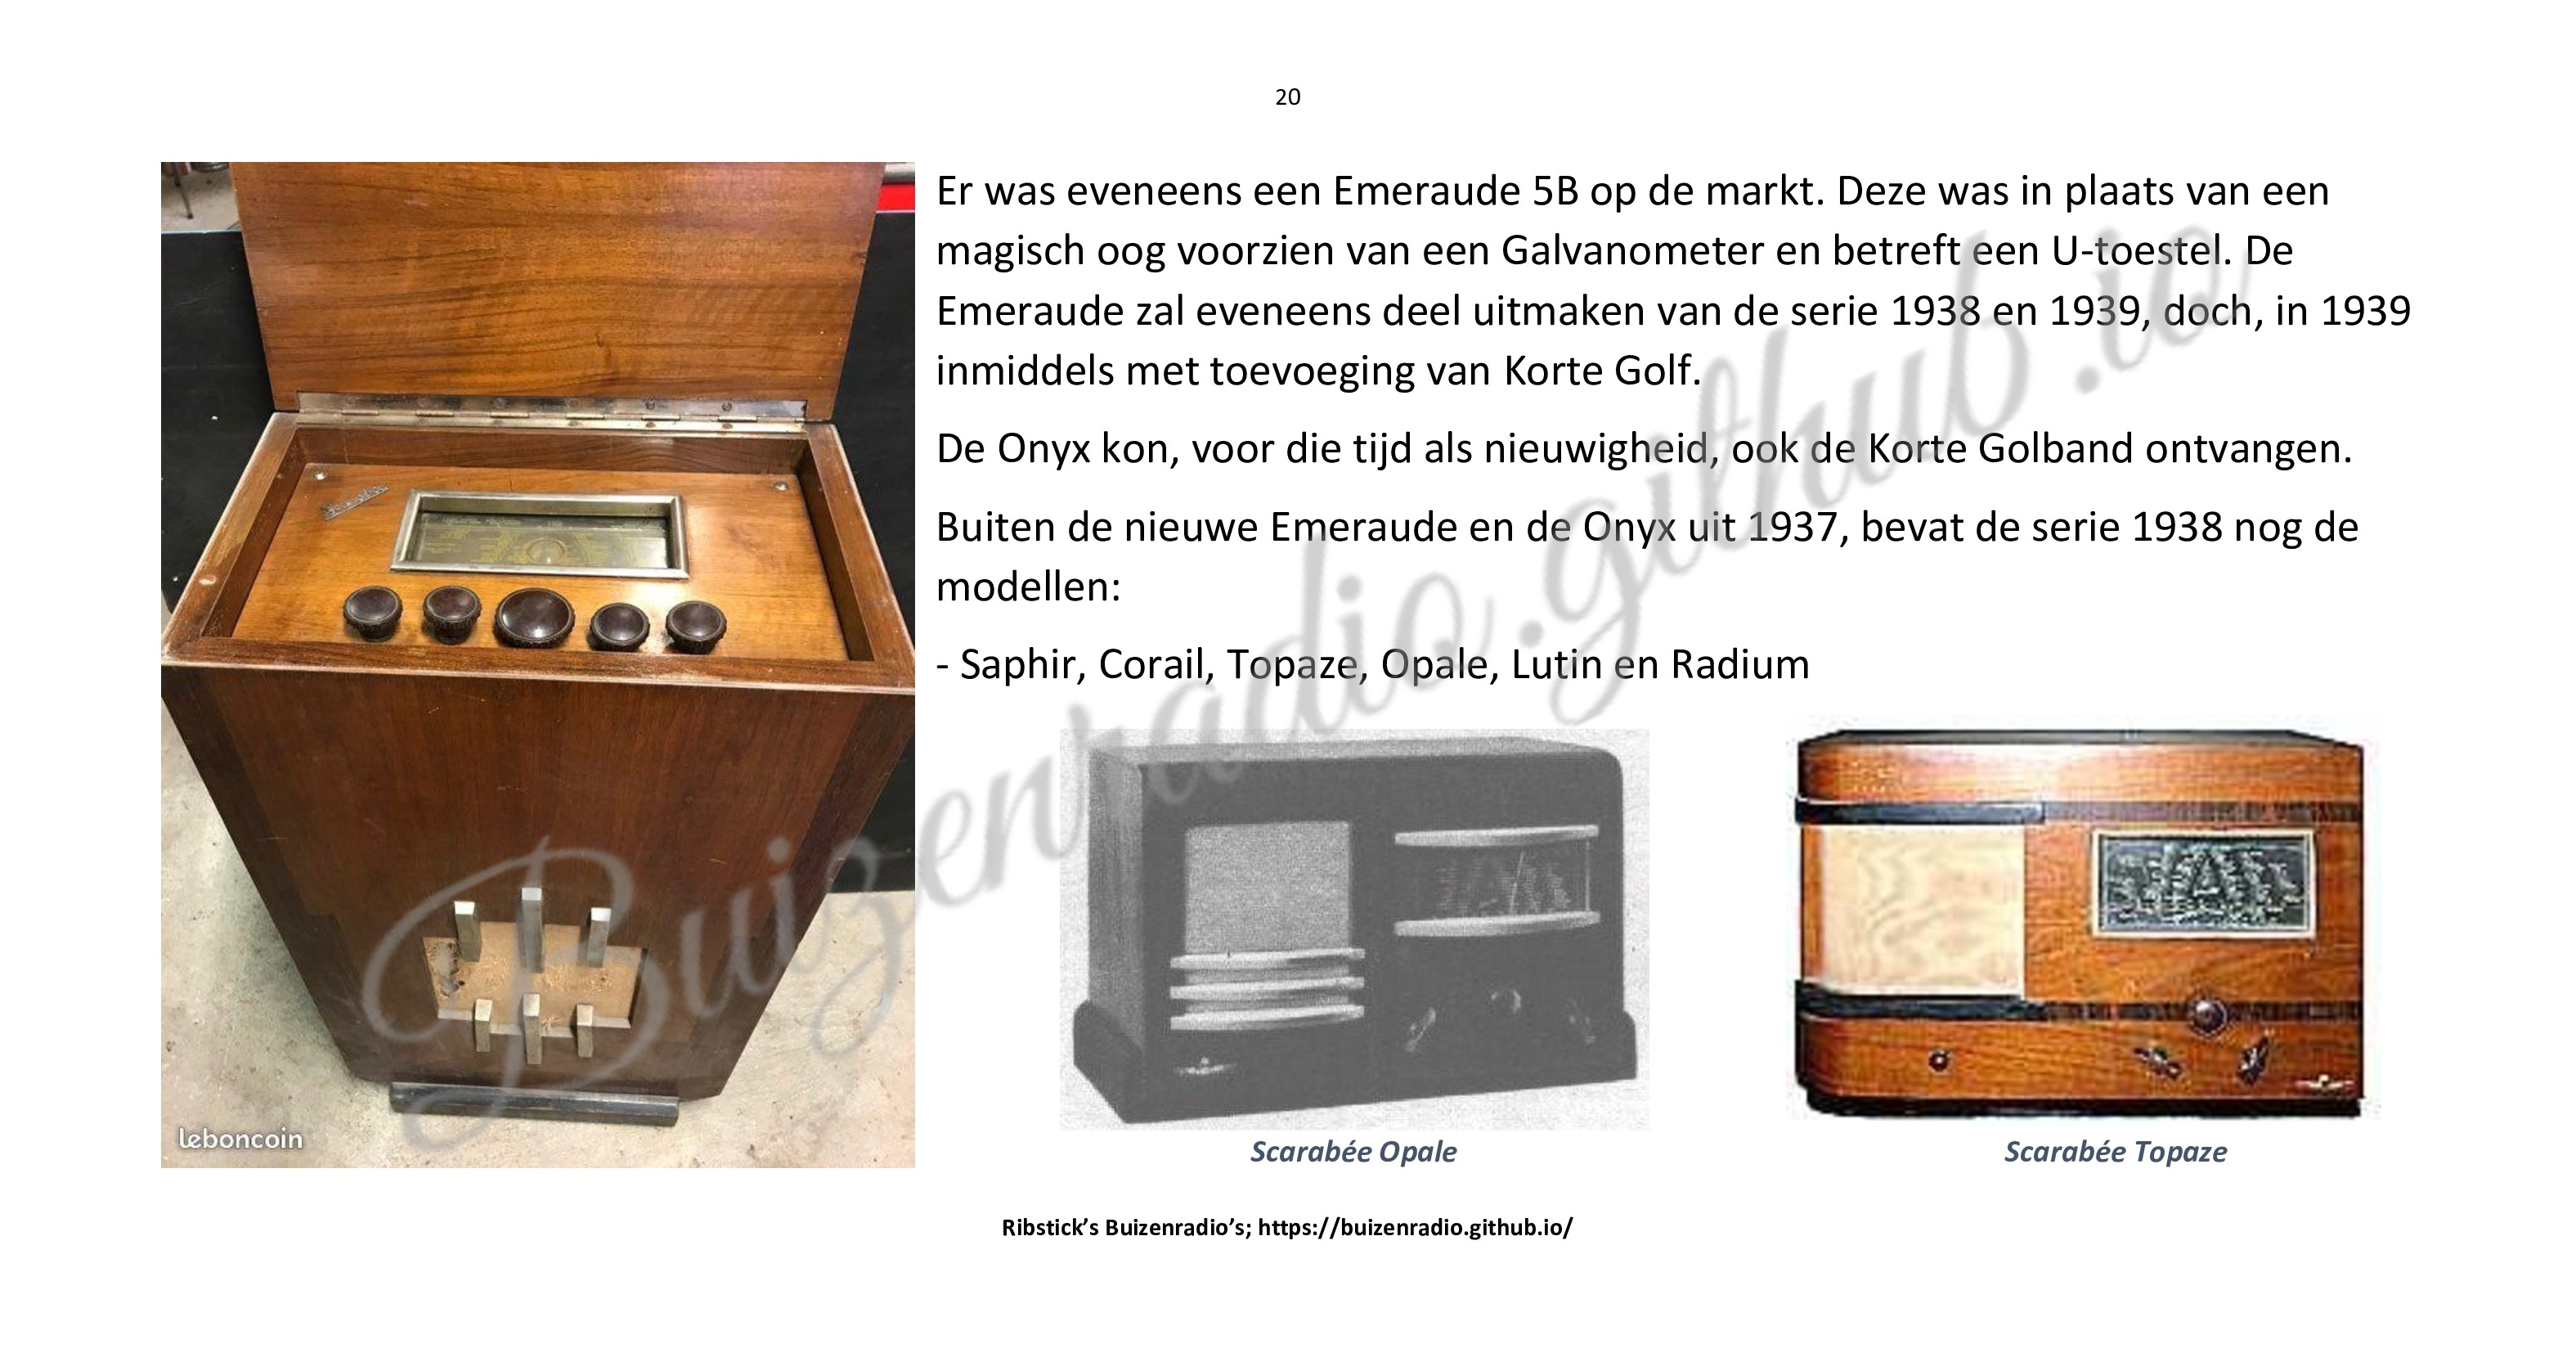 20
Er was eveneens een Emeraude 5B op de markt. Deze was in plaats van een
magisch oog voorzien van een Galvanometer en betreft een U-toestel. De
Emeraude zal eveneens deel uitmaken van de serie 1938 en 1939, doch, in 1939
inmiddels met toevoeging van Korte Golf.
De Onyx kon, voor die tijd als nieuwigheid, ook de Korte Golband ontvangen.
Buiten de nieuwe Emeraude en de Onyx uit 1937, bevat de serie 1938 nog de
modellen:
- Saphir, Corail, Topaze, Opale, Lutin en Radium
Buizenradio.github.io
leboncoin
Scarabée Opale
Scarabée Topaze
Ribstick’s Buizenradio’s; https://buizenradio.github.io/